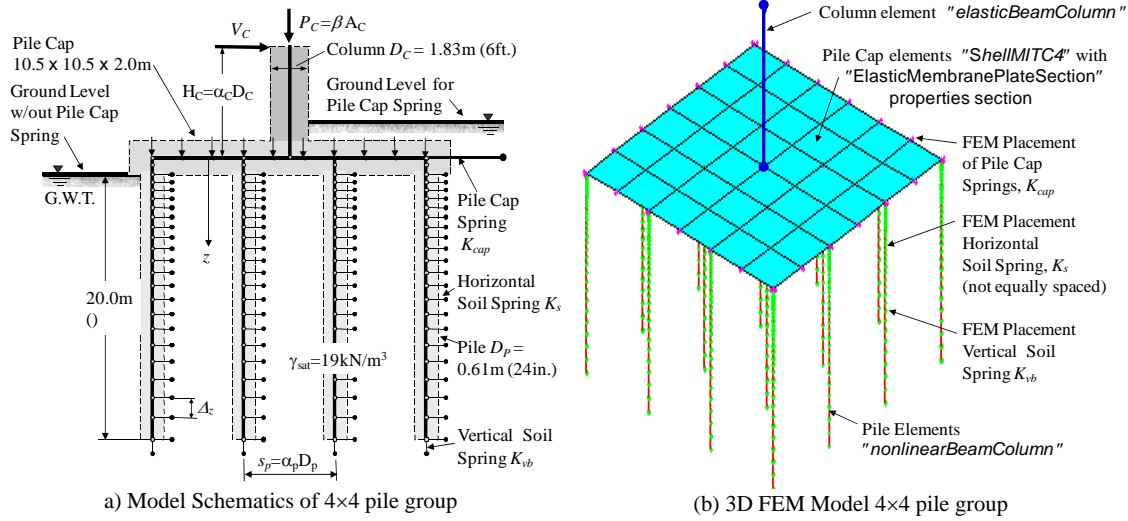 V_C
P_C=βA_C
Column D_C = 1.83m (6ft.)
Pile Cap
10.5 x 10.5 x 2.0m
Ground Level
w/out Pile Cap
Spring
H_C=α_CD_C
Ground Level for
Pile Cap Spring
G.W.T.
z
Pile Cap
Spring
K_cap
20.0m
()
Horizontal
Soil Spring K_s
γ_sat=19kN/m³
Pile D_P =
0.61m (24in.)
Δ_z
s_p=α_pD_p
Vertical Soil
Spring K_vb
a) Model Schematics of 4×4 pile group
Column element "elasticBeamColumn"
Pile Cap elements "ShellMITC4" with
"ElasticMembranePlateSection"
properties section
FEM Placement
of Pile Cap
Springs, K_cap
FEM Placement
Horizontal
Soil Spring, K_s
(not equally spaced)
FEM Placement
Vertical Soil
Spring K_vb
Pile Elements
"nonlinearBeamColumn"
(b) 3D FEM Model 4×4 pile group